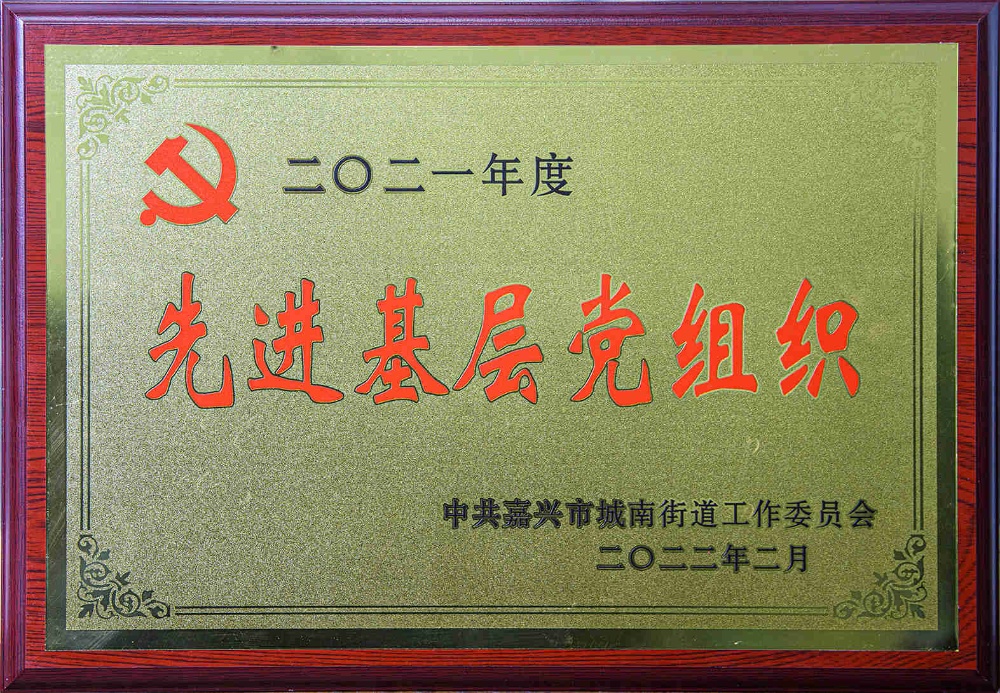 二〇二一年度
先进基层党组织
中共嘉兴市城南街道工作委员会
二〇二二年二月